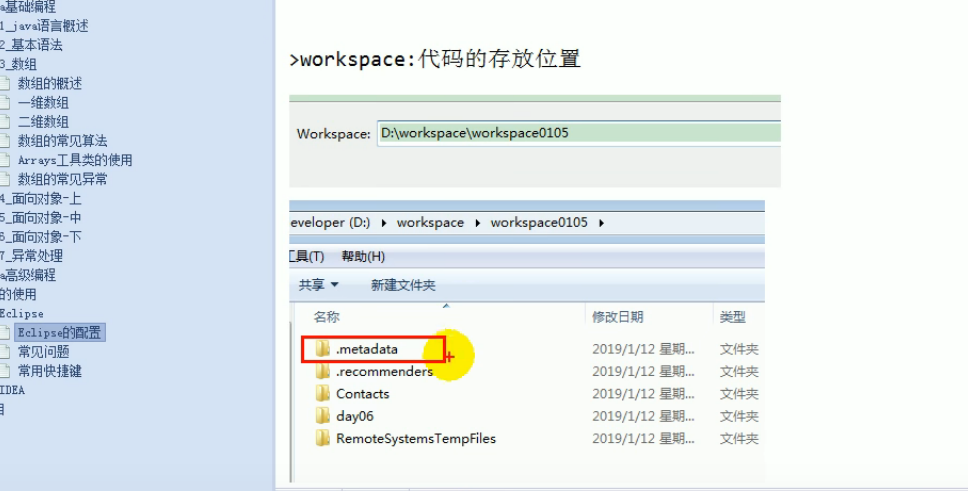 a基础编程
1_java语言概述
2_基本语法
3_数组
数组的概述
一维数组
二维数组
数组的常见算法
Arrays工具类的使用
数组的常见异常
4_面向对象-上
5_面向对象-中
6_面向对象-下
7_异常处理
a高级编程
的使用
Eclipse
Eclipse的配置
常见问题
常用快捷键
IDEA
目
>workspace:代码的存放位置
Workspace: D:\workspace\workspace0105
eveloper (D:) workspace workspace0105
工具(T) 帮助(H)
共享 新建文件夹
名称 修改日期 类型
.metadata 2019/1/12 星期... 文件夹
.recommenders 2019/1/12 星期... 文件夹
Contacts 2019/1/12 星期... 文件夹
day06 2019/1/12 星期... 文件夹
RemoteSystemsTempFiles 2019/1/12 星期... 文件夹